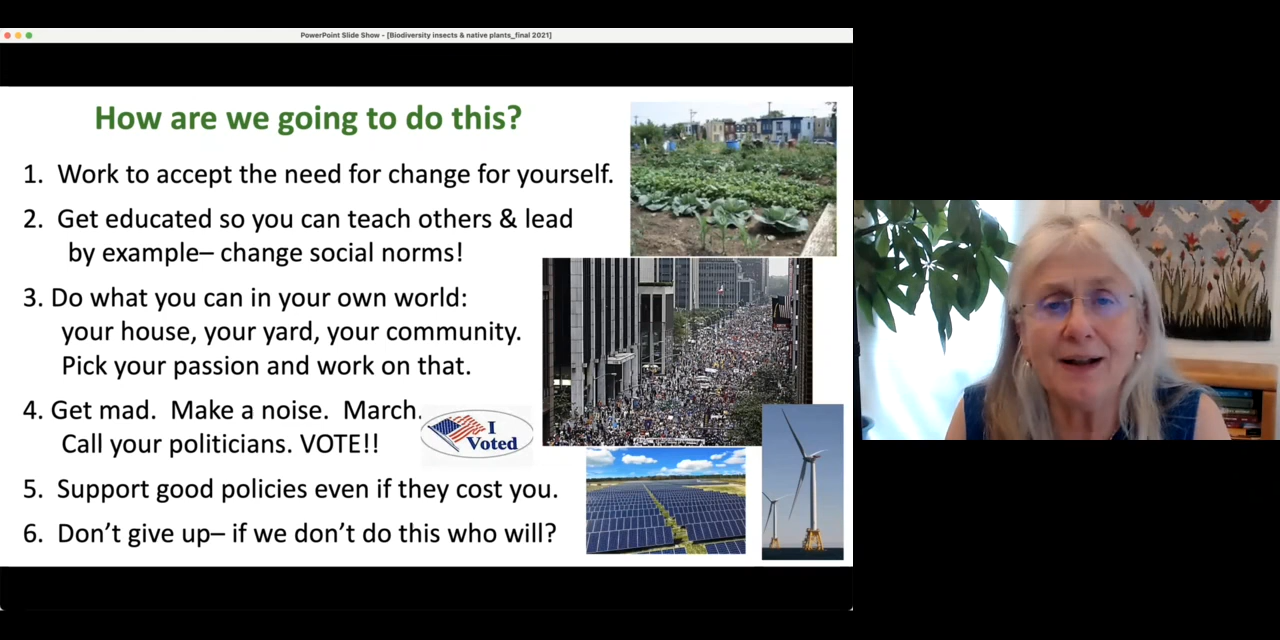 PowerPoint Slide Show - [Biodiversity insects & native plants_final 2021]
How are we going to do this?
1. Work to accept the need for change for yourself.
2. Get educated so you can teach others & lead
by example– change social norms!
3. Do what you can in your own world:
your house, your yard, your community.
Pick your passion and work on that.
4. Get mad. Make a noise. March.
Call your politicians. VOTE!!
I
Voted
5. Support good policies even if they cost you.
6. Don’t give up– if we don’t do this who will?